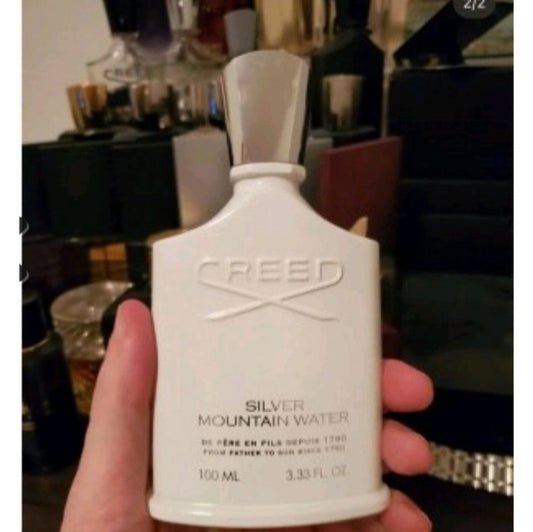 2/2
CREED
CREED
SILVER
MOUNTAIN WATER
DE PÈRE EN FILS DEPUIS 1760
FROM FATHER TO SON SINCE 1760
100 ML 3.33 FL. OZ.